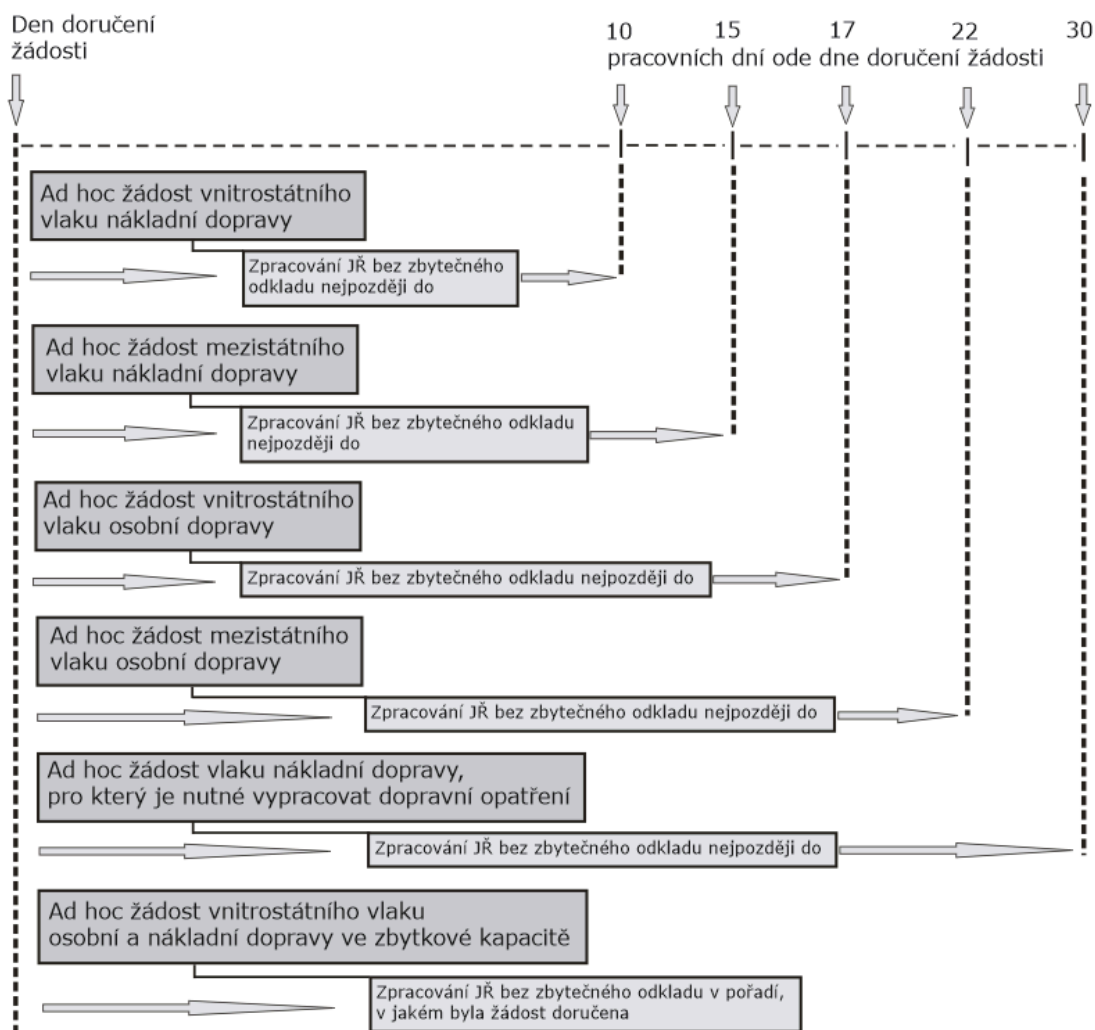 Den doručení
žádosti
10 15 17 22 30
pracovních dní ode dne doručení žádosti
Ad hoc žádost vnitrostátního
vlaku nákladní dopravy
Zpracování JŘ bez zbytečného
odkladu nejpozději do
Ad hoc žádost mezistátního
vlaku nákladní dopravy
Zpracování JŘ bez zbytečného odkladu
nejpozději do
Ad hoc žádost vnitrostátního
vlaku osobní dopravy
Zpracování JŘ bez zbytečného odkladu nejpozději do
Ad hoc žádost mezistátního
vlaku osobní dopravy
Zpracování JŘ bez zbytečného odkladu nejpozději do
Ad hoc žádost vlaku nákladní dopravy,
pro který je nutné vypracovat dopravní opatření
Zpracování JŘ bez zbytečného odkladu nejpozději do
Ad hoc žádost vnitrostátního vlaku
osobní a nákladní dopravy ve zbytkové kapacitě
Zpracování JŘ bez zbytečného odkladu v pořadí,
v jakém byla žádost doručena